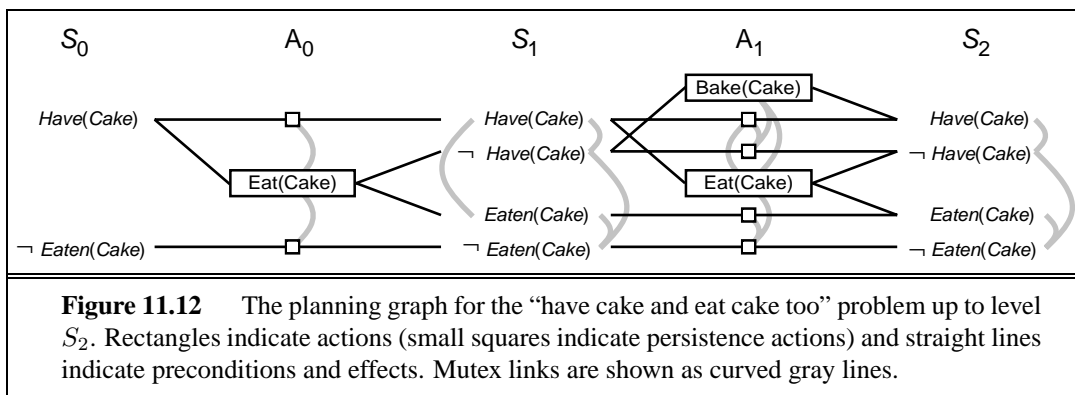 S0 A0 S1 A1 S2
Bake(Cake)
Have(Cake) Have(Cake) Have(Cake)
¬ Have(Cake) ¬ Have(Cake)
Eat(Cake) Eat(Cake)
Eaten(Cake) Eaten(Cake)
¬ Eaten(Cake) ¬ Eaten(Cake) ¬ Eaten(Cake)
Figure 11.12 The planning graph for the “have cake and eat cake too” problem up to level
S2. Rectangles indicate actions (small squares indicate persistence actions) and straight lines
indicate preconditions and effects. Mutex links are shown as curved gray lines.